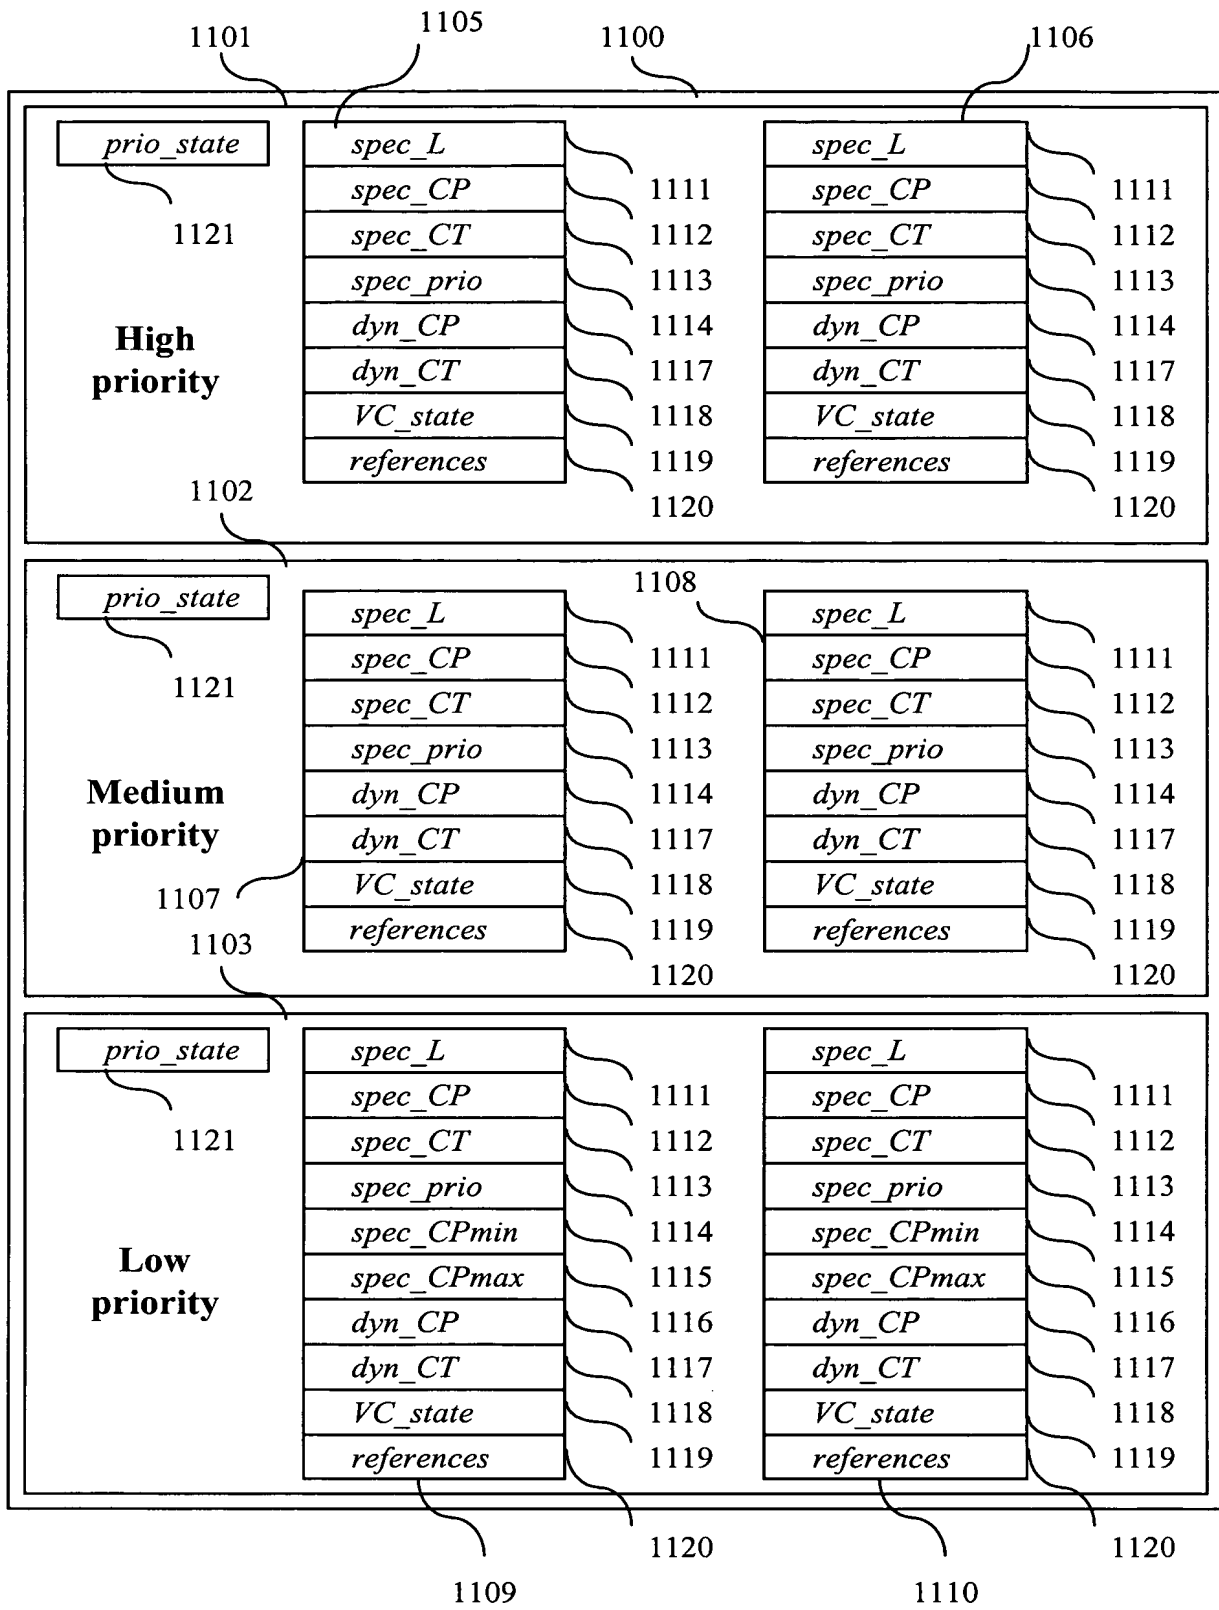 1105
1101
1100
1106
prio_state
spec_L
spec_L
1111
1111
spec_CP
spec_CP
1121
1112
1112
spec_CT
spec_CT
1113
1113
spec_prio
spec_prio
1114
1114
dyn_CP
dyn_CP
High
priority
1117
1117
dyn_CT
dyn_CT
1118
1118
VC_state
VC_state
1119
1119
references
references
1102
1120
1120
prio_state
1108
spec_L
spec_L
1111
1111
spec_CP
spec_CP
1121
1112
1112
spec_CT
spec_CT
1113
1113
spec_prio
spec_prio
Medium
priority
1114
1114
dyn_CP
dyn_CP
1117
1117
dyn_CT
dyn_CT
1107
1118
1118
VC_state
VC_state
1119
1119
references
references
1103
1120
1120
prio_state
spec_L
spec_L
1111
1111
spec_CP
spec_CP
1121
1112
1112
spec_CT
spec_CT
1113
1113
spec_prio
spec_prio
1114
1114
spec_CPmin
spec_CPmin
Low
priority
1115
1115
spec_CPmax
spec_CPmax
1116
1116
dyn_CP
dyn_CP
1117
1117
dyn_CT
dyn_CT
1118
1118
VC_state
VC_state
1119
1119
references
references
1120
1120
1109
1110